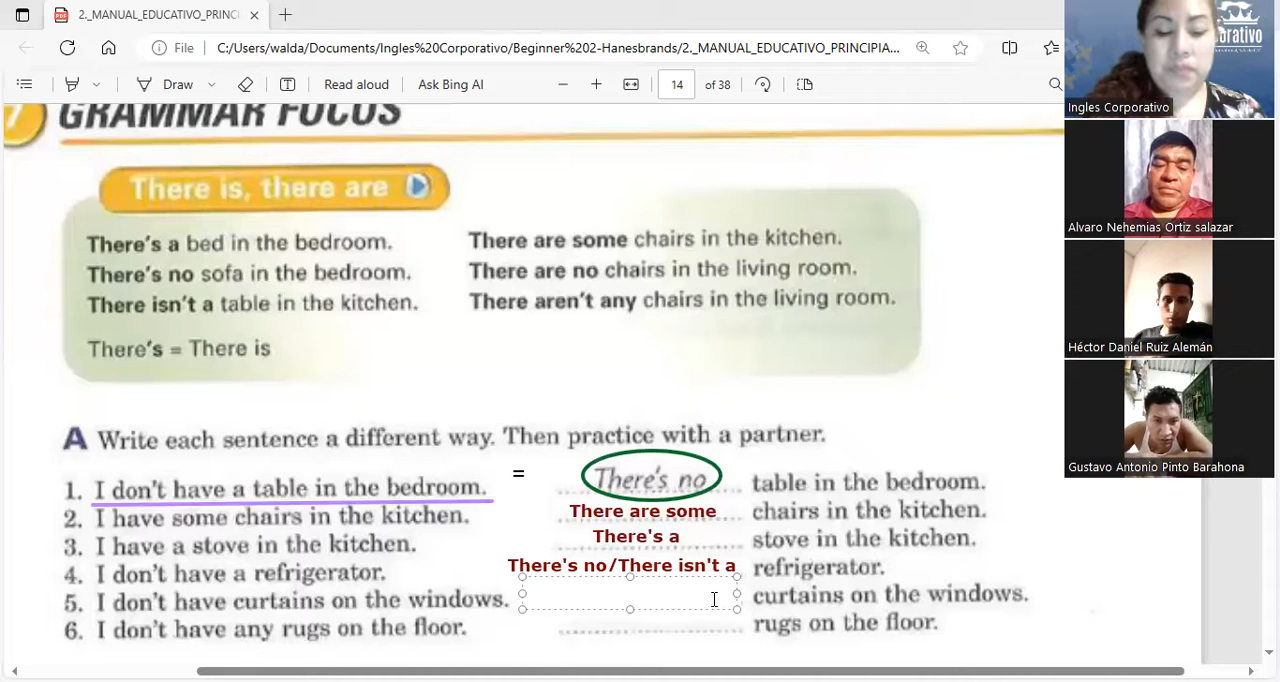 2._MANUAL_EDUCATIVO_PRINCI
File C:/Users/walda/Documents/Ingles%20Corporativo/Beginner%202-Hanesbrands/2._MANUAL_EDUCATIVO_PRINCIPIA...
Draw Read aloud Ask Bing AI 14 of 38
7 GRAMMAR FOCUS
There is, there are
There's a bed in the bedroom.
There's no sofa in the bedroom.
There isn't a table in the kitchen.
There's = There is
There are some chairs in the kitchen.
There are no chairs in the living room.
There aren't any chairs in the living room.
A Write each sentence a different way. Then practice with a partner.
1. I don't have a table in the bedroom. = There's no table in the bedroom.
2. I have some chairs in the kitchen. There are some chairs in the kitchen.
3. I have a stove in the kitchen. There's a stove in the kitchen.
4. I don't have a refrigerator. There's no/There isn't a refrigerator.
5. I don't have curtains on the windows. curtains on the windows.
6. I don't have any rugs on the floor. rugs on the floor.
Ingles Corporativo
Alvaro Nehemias Ortiz salazar
Héctor Daniel Ruiz Alemán
Gustavo Antonio Pinto Barahona